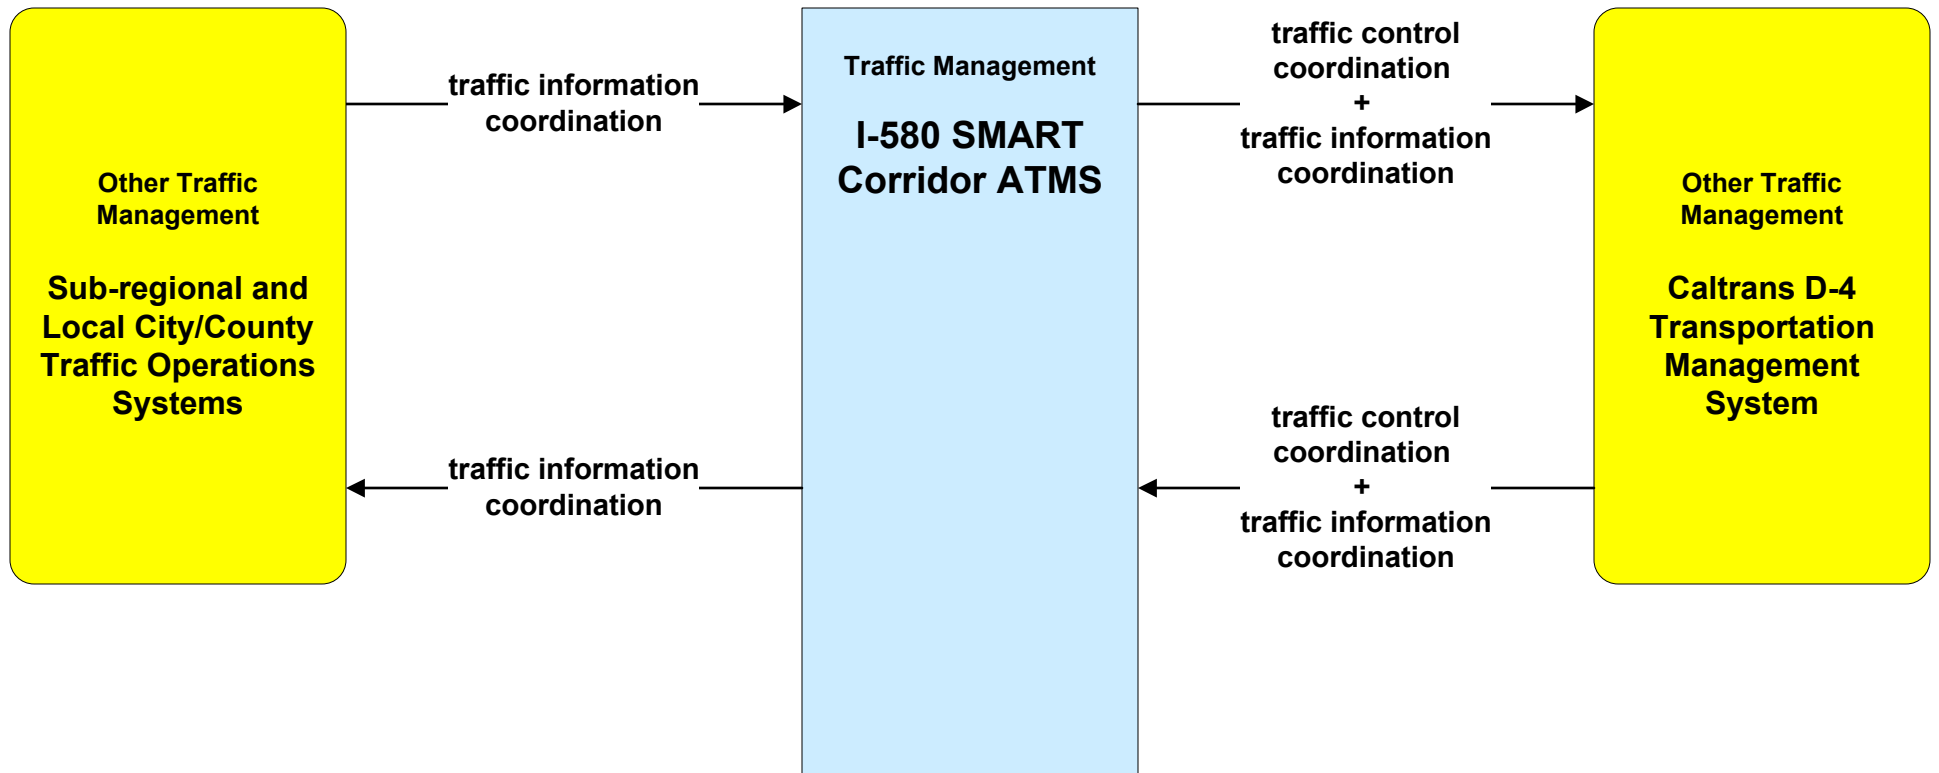 Other Traffic
Management
Sub-regional and
Local City/County
Traffic Operations
Systems
traffic information
coordination
traffic information
coordination
Traffic Management
I-580 SMART
Corridor ATMS
traffic control
coordination
+
traffic information
coordination
traffic control
coordination
+
traffic information
coordination
Other Traffic
Management
Caltrans D-4
Transportation
Management
System